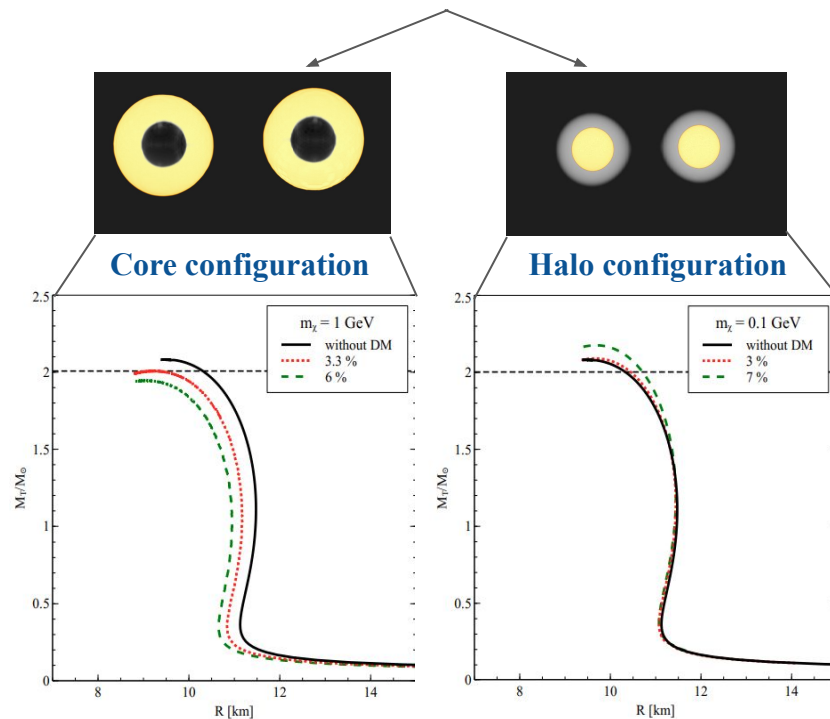 Core configuration
Halo configuration
m_χ = 1 GeV
without DM
3.3 %
6 %
2.5
2
1.5
1
0.5
0
M_T/M_⊙
8
10
12
14
R [km]
m_χ = 0.1 GeV
without DM
3 %
7 %
2.5
2
1.5
1
0.5
0
M_T/M_⊙
8
10
12
14
R [km]